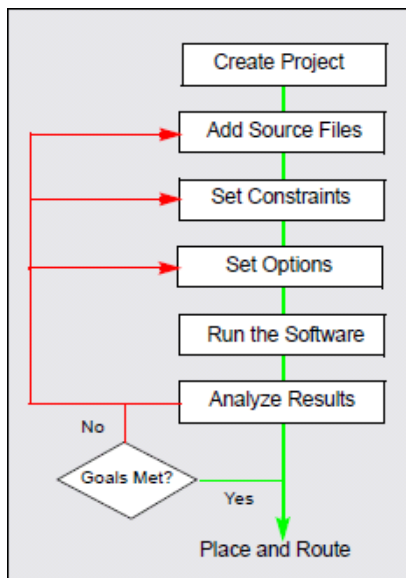 Create Project
Add Source Files
Set Constraints
Set Options
Run the Software
Analyze Results
No
Goals Met?
Yes
Place and Route